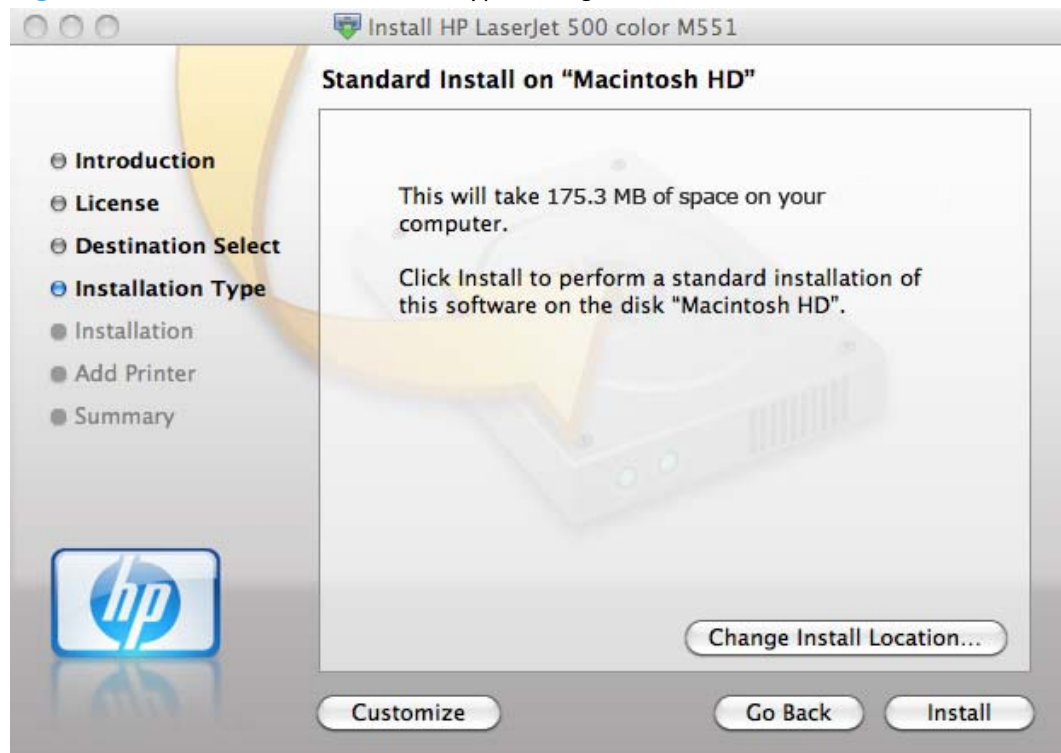 Install HP LaserJet 500 color M551
Standard Install on “Macintosh HD”
Introduction
License
Destination Select
Installation Type
Installation
Add Printer
Summary
This will take 175.3 MB of space on your
computer.
Click Install to perform a standard installation of
this software on the disk “Macintosh HD”.
hp
Change Install Location...
Customize
Go Back
Install